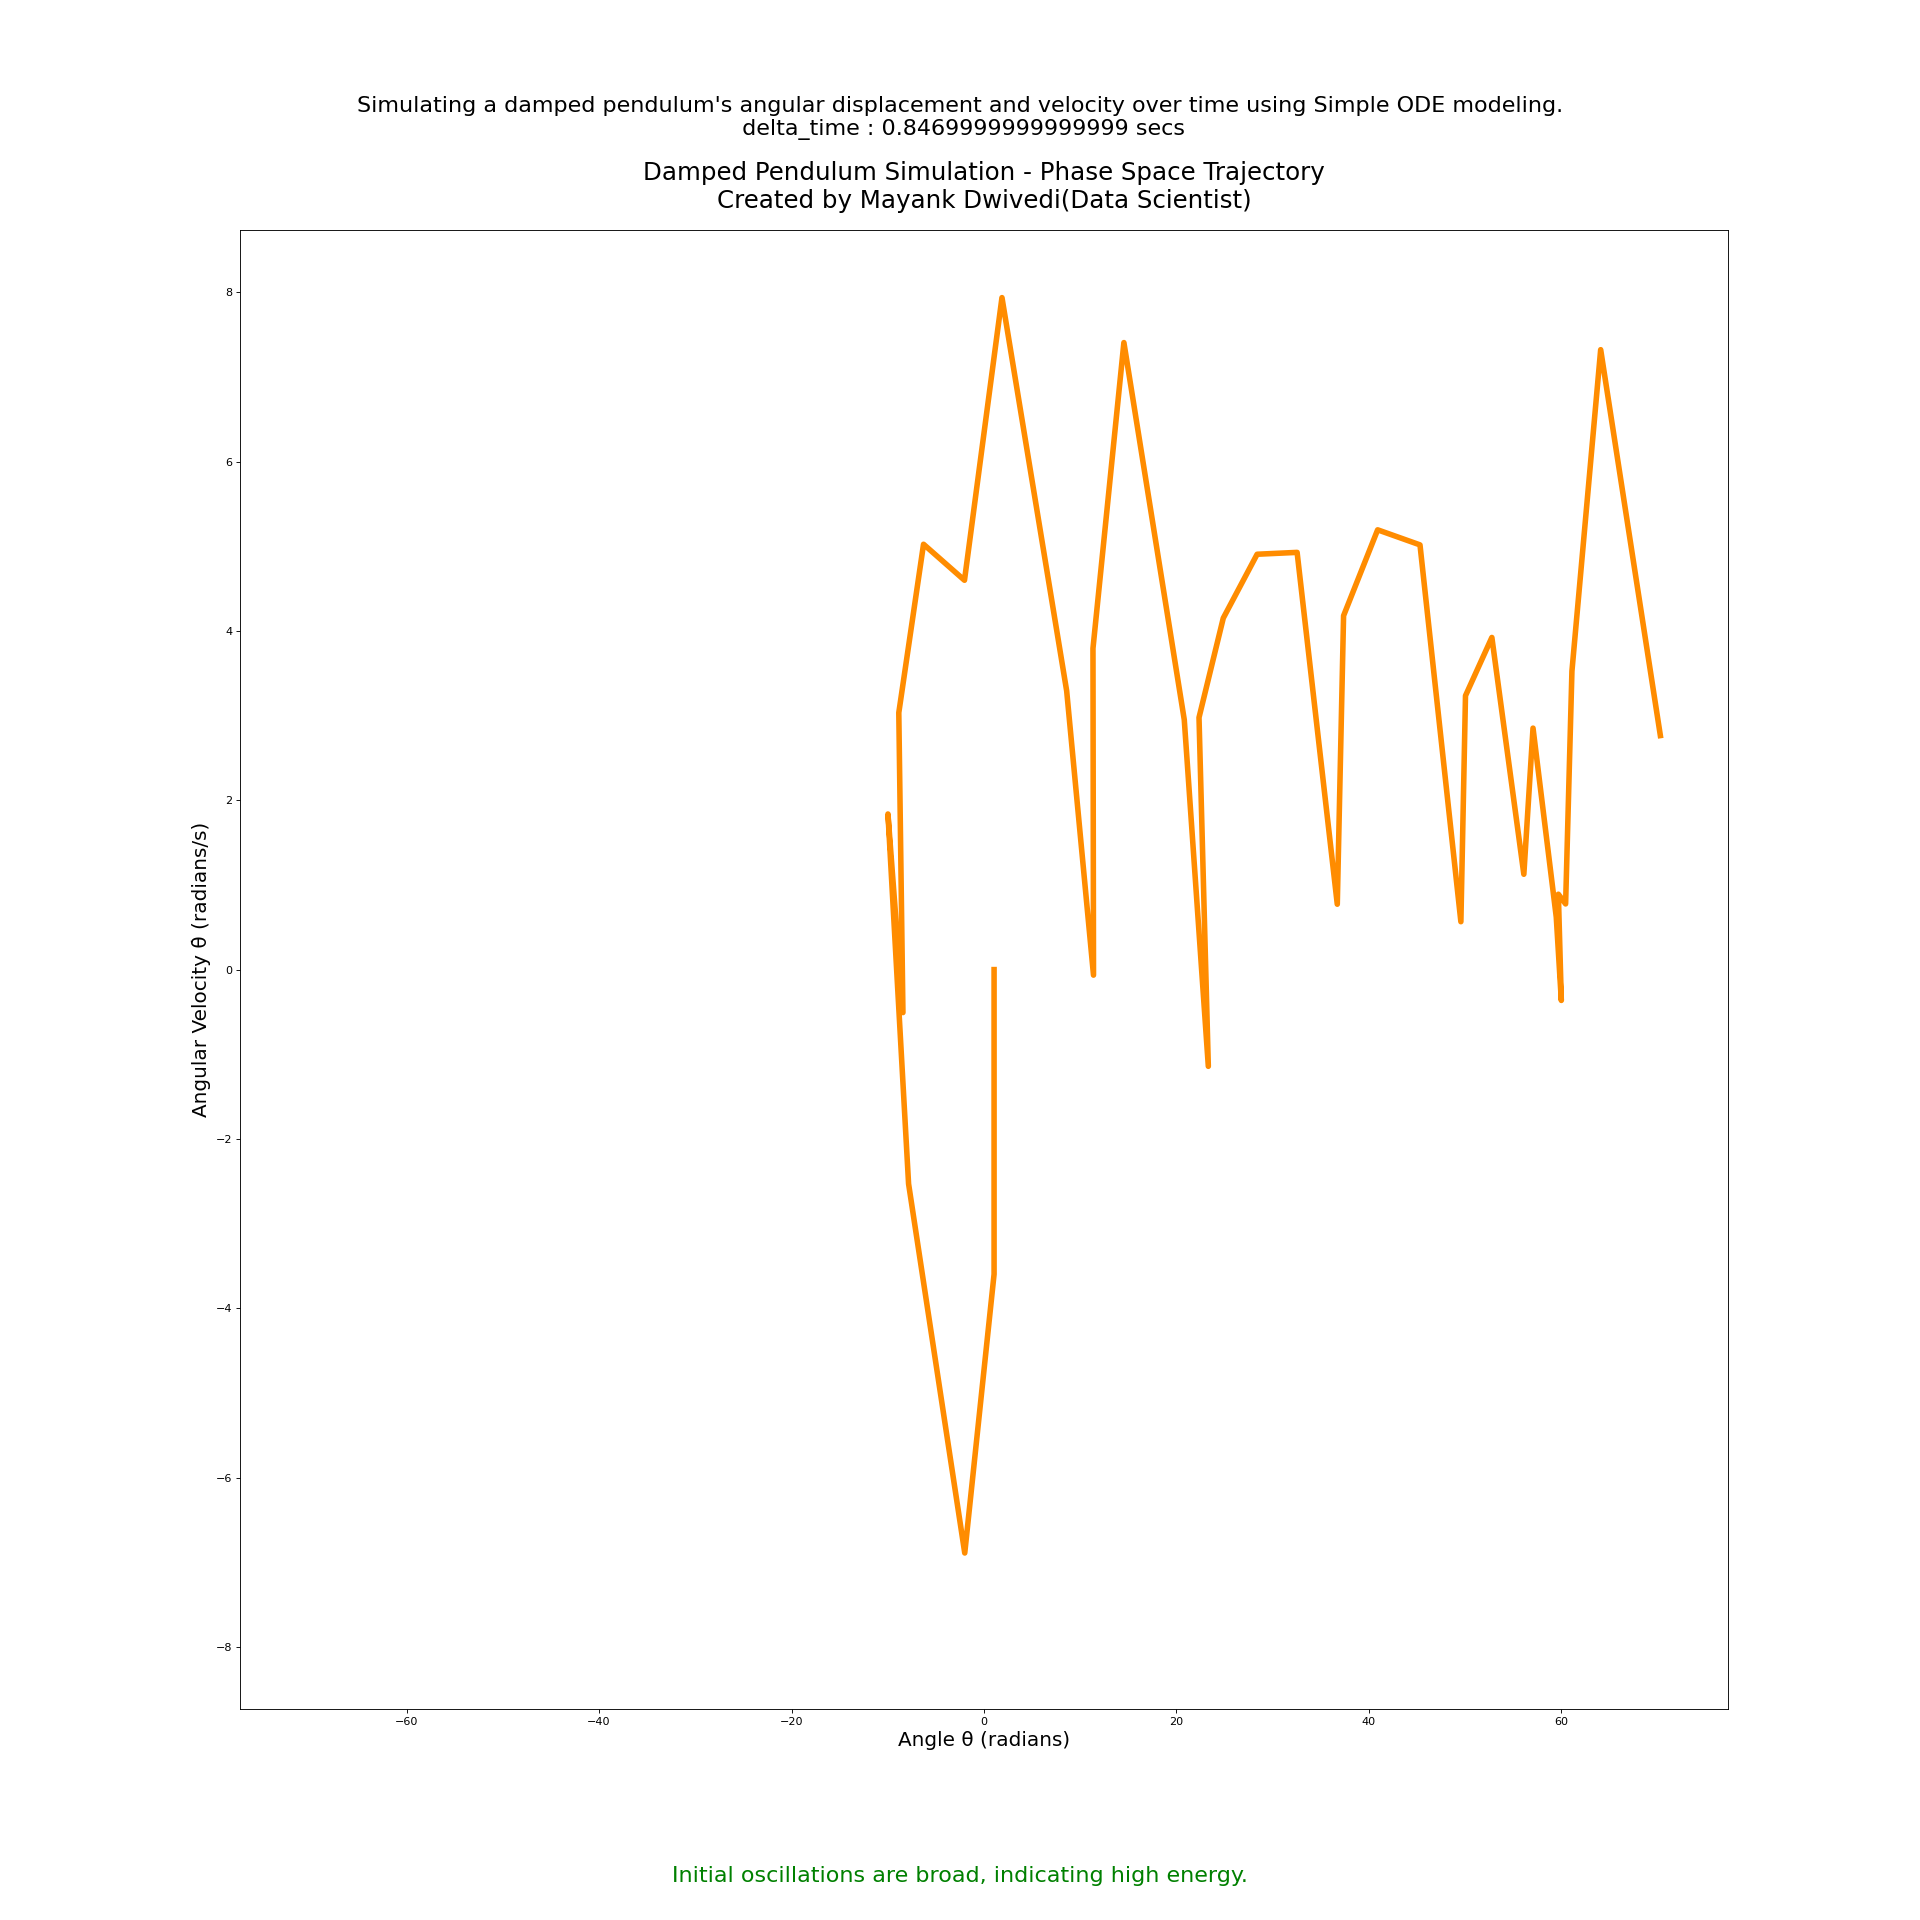 Simulating a damped pendulum's angular displacement and velocity over time using Simple ODE modeling.
delta_time : 0.8469999999999999 secs
Damped Pendulum Simulation - Phase Space Trajectory
Created by Mayank Dwivedi(Data Scientist)
Angular Velocity θ (radians/s)
8
6
4
2
0
−2
−4
−6
−8
−60
−40
−20
0
20
40
60
Angle θ (radians)
Initial oscillations are broad, indicating high energy.